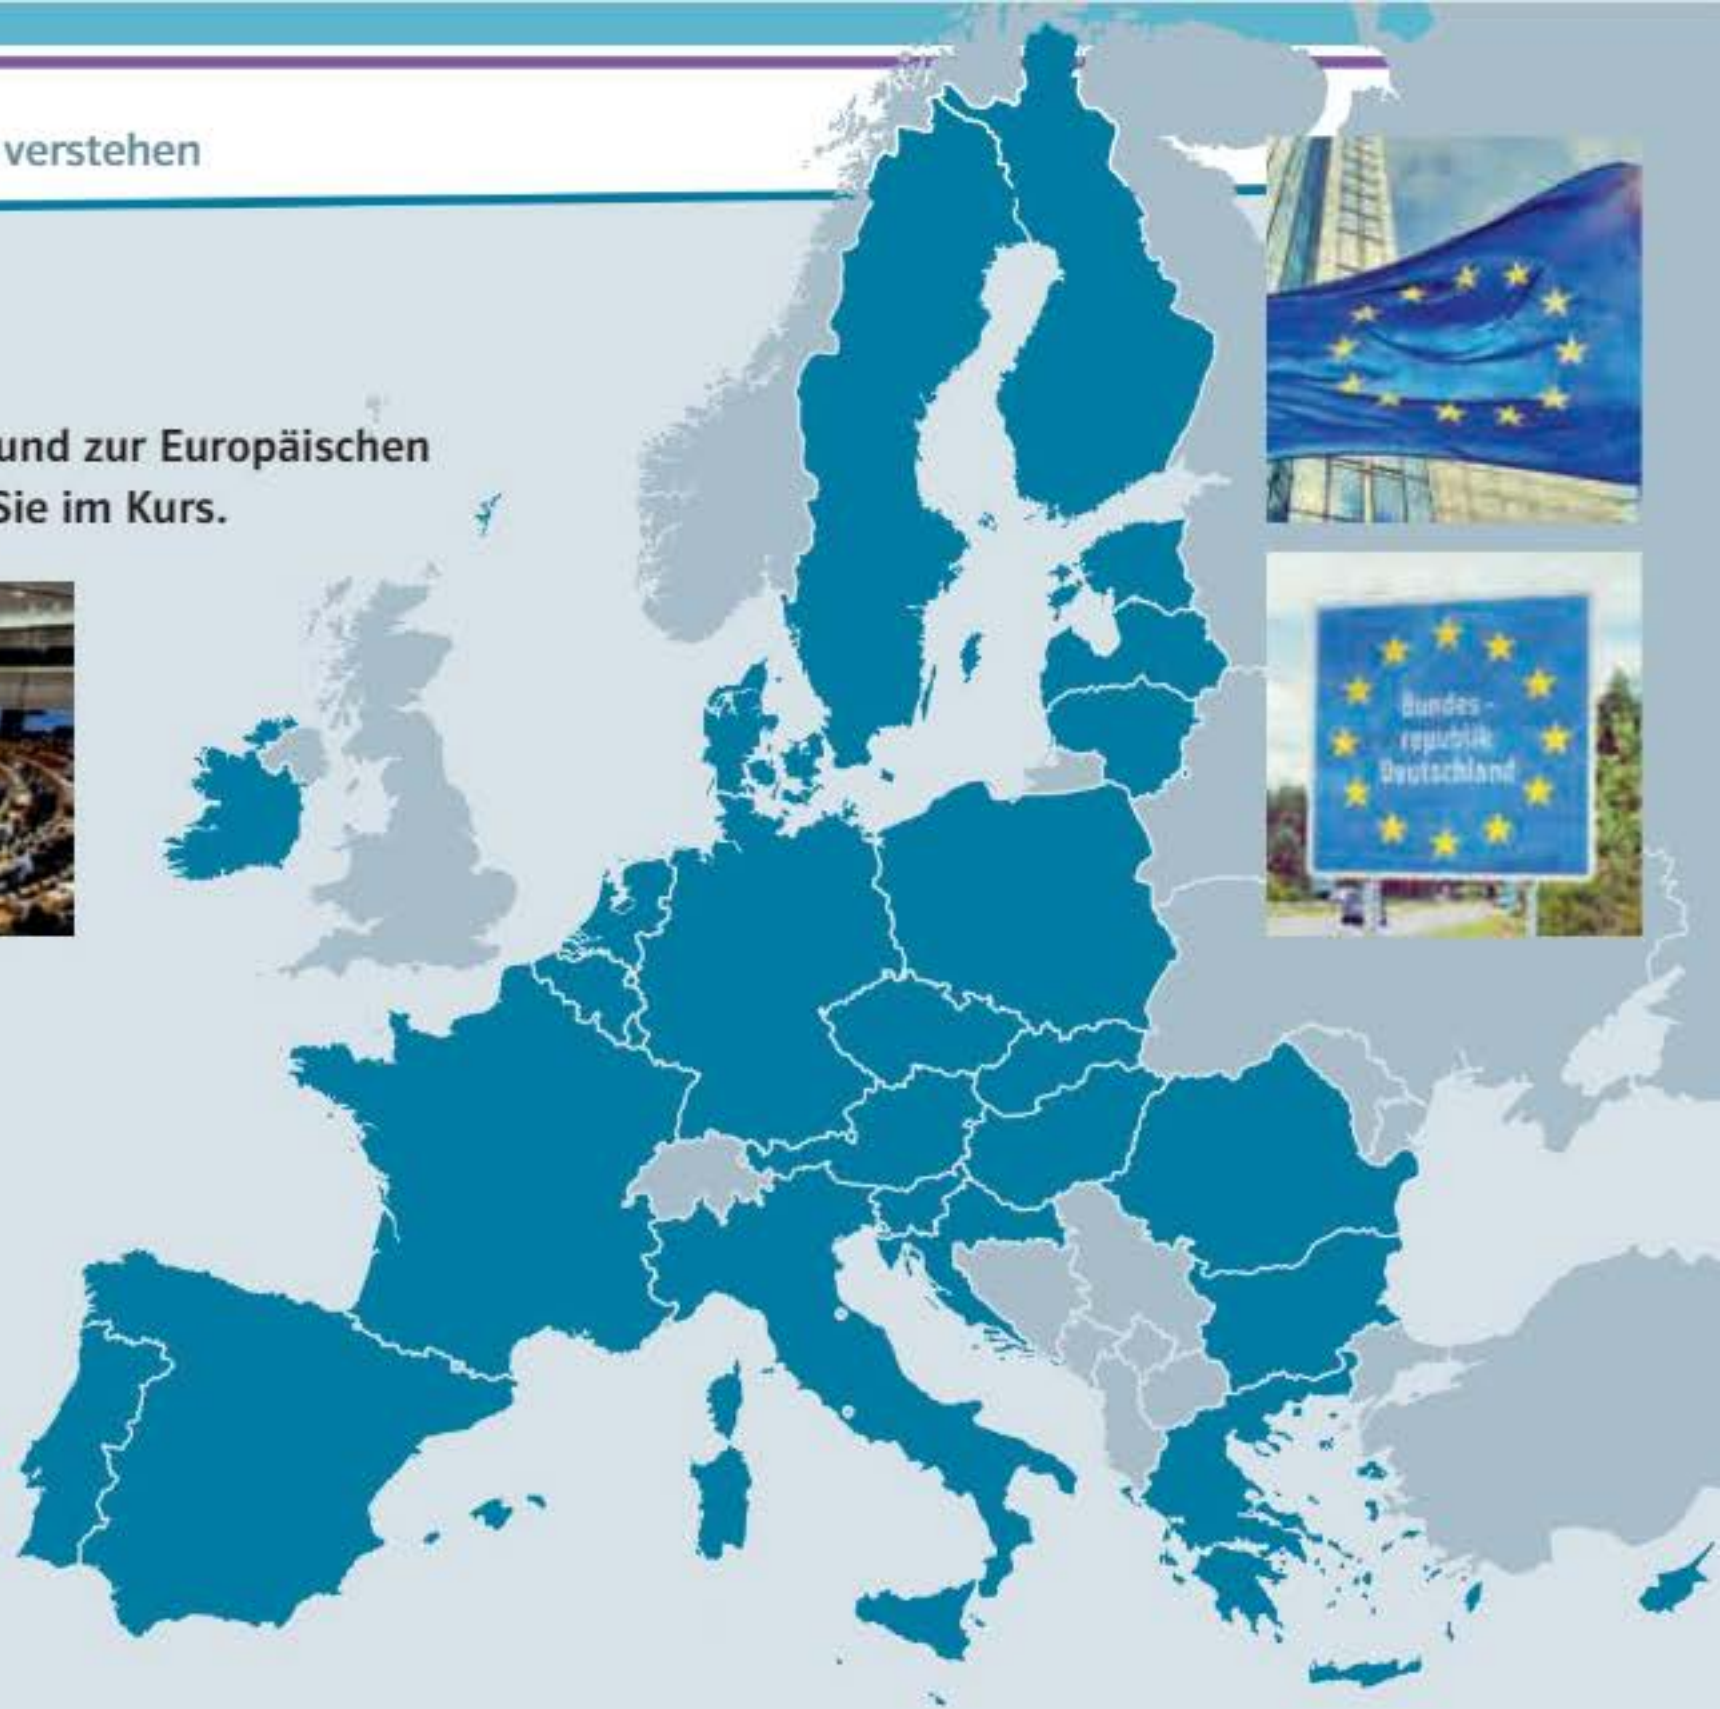 verstehen
und zur Europäischen
Sie im Kurs.
Bundes-
republik
Deutschland